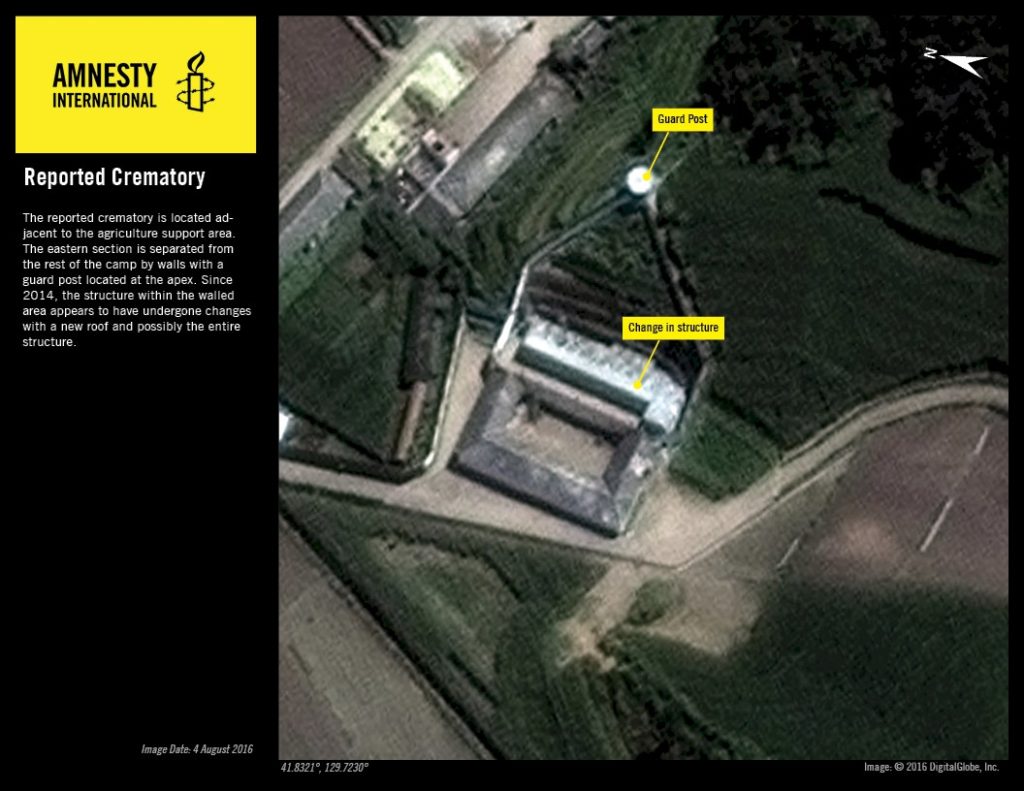 AMNESTY
INTERNATIONAL
Reported Crematory
The reported crematory is located ad-
jacent to the agriculture support area.
The eastern section is separated from
the rest of the camp by walls with a
guard post located at the apex. Since
2014, the structure within the walled
area appears to have undergone changes
with a new roof and possibly the entire
structure.
Image Date: 4 August 2016
N
Guard Post
Change in structure
41.8321°, 129.7230°
Image: © 2016 DigitalGlobe, Inc.